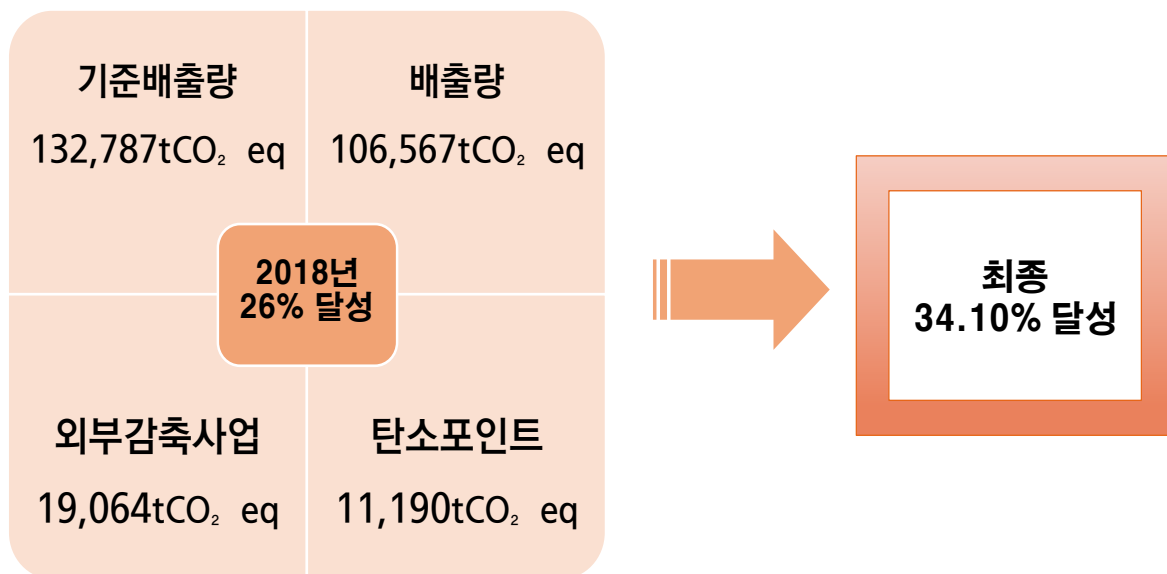 기준배출량
132,787tCO₂ eq
배출량
106,567tCO₂ eq
2018년
26% 달성
외부감축사업
19,064tCO₂ eq
탄소포인트
11,190tCO₂ eq
최종
34.10% 달성